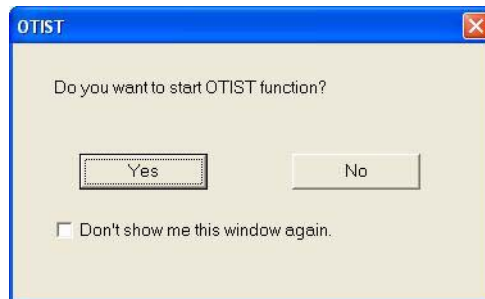 OTIST
Do you want to start OTIST function?
Yes No
Don't show me this window again.